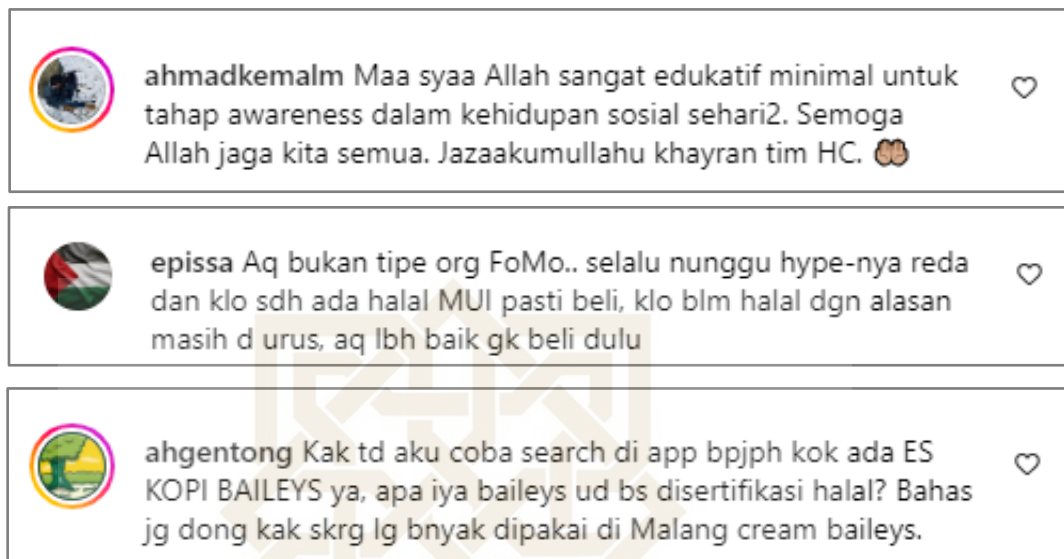 ahmadkemalm Maa syaa Allah sangat edukatif minimal untuk
tahap awareness dalam kehidupan sosial sehari2. Semoga
Allah jaga kita semua. Jazaakumullahu khayran tim HC. 🤲🏽
epissa Aq bukan tipe org FoMo.. selalu nunggu hype-nya reda
dan klo sdh ada halal MUI pasti beli, klo blm halal dgn alasan
masih d urus, aq lbh baik gk beli dulu
ahgentong Kak td aku coba search di app bpjph kok ada ES
KOPI BAILEYS ya, apa iya baileys ud bs disertifikasi halal? Bahas
jg dong kak skrg lg bnyak dipakai di Malang cream baileys.